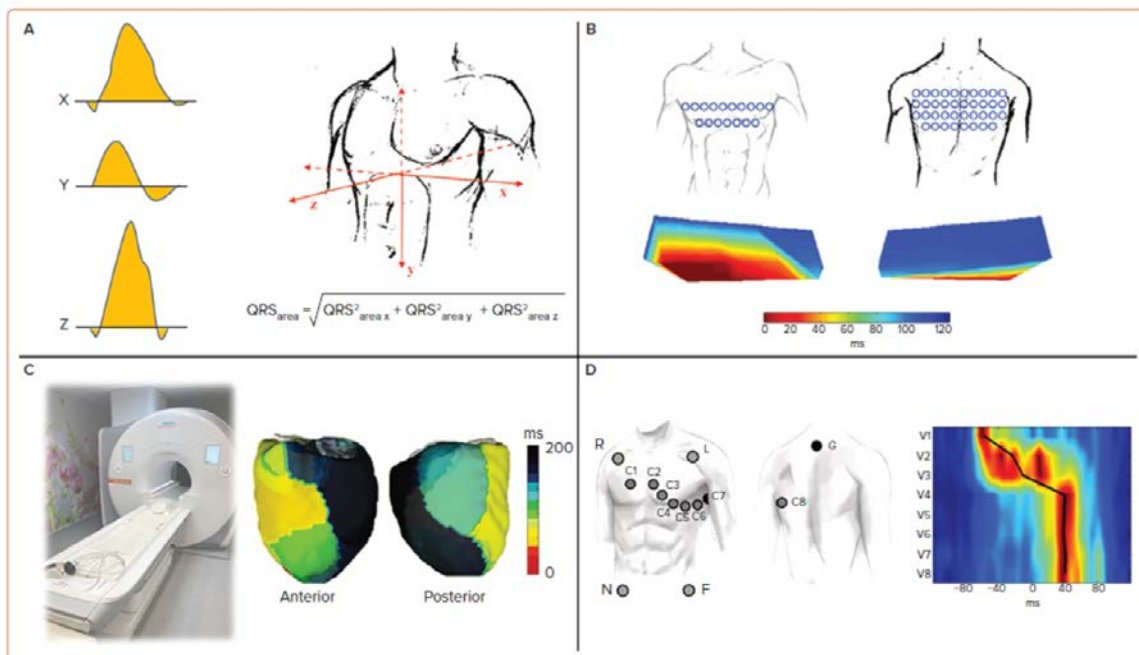 A
X
Y
Z
z
x
y
QRSarea = √QRS²area x + QRS²area y + QRS²area z
B
0 20 40 60 80 100 120
ms
C
ms
200
0
Anterior
Posterior
D
R
L
C1
C2
C3
C4
C5
C6
C7
N
F
G
C8
V1
V2
V3
V4
V5
V6
V7
V8
−80 −40 0 40 80
ms